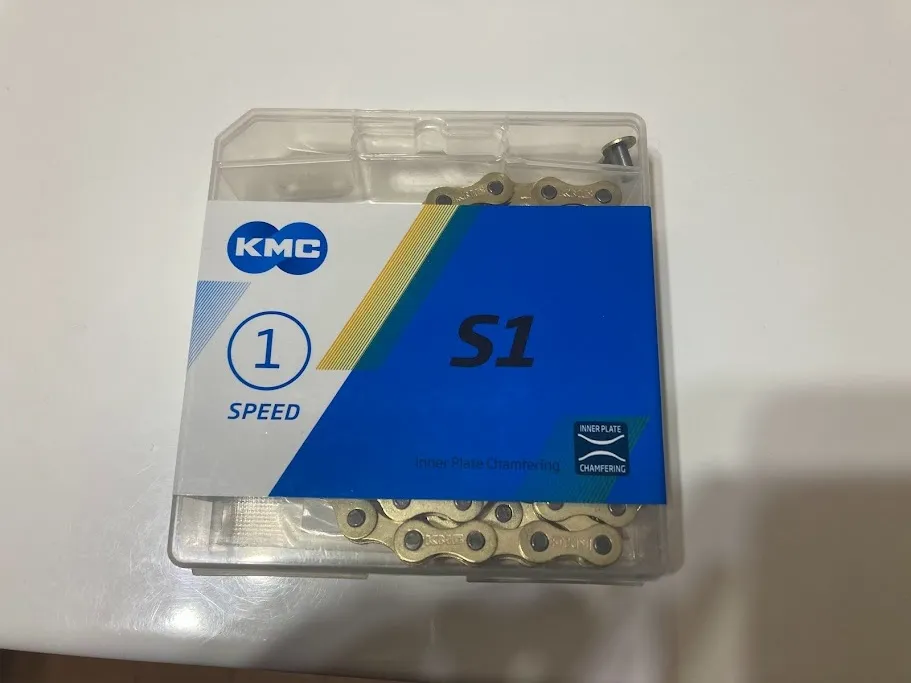 KMC
1
SPEED
S1
Inner Plate Chamfering
INNER PLATE
CHAMFERING